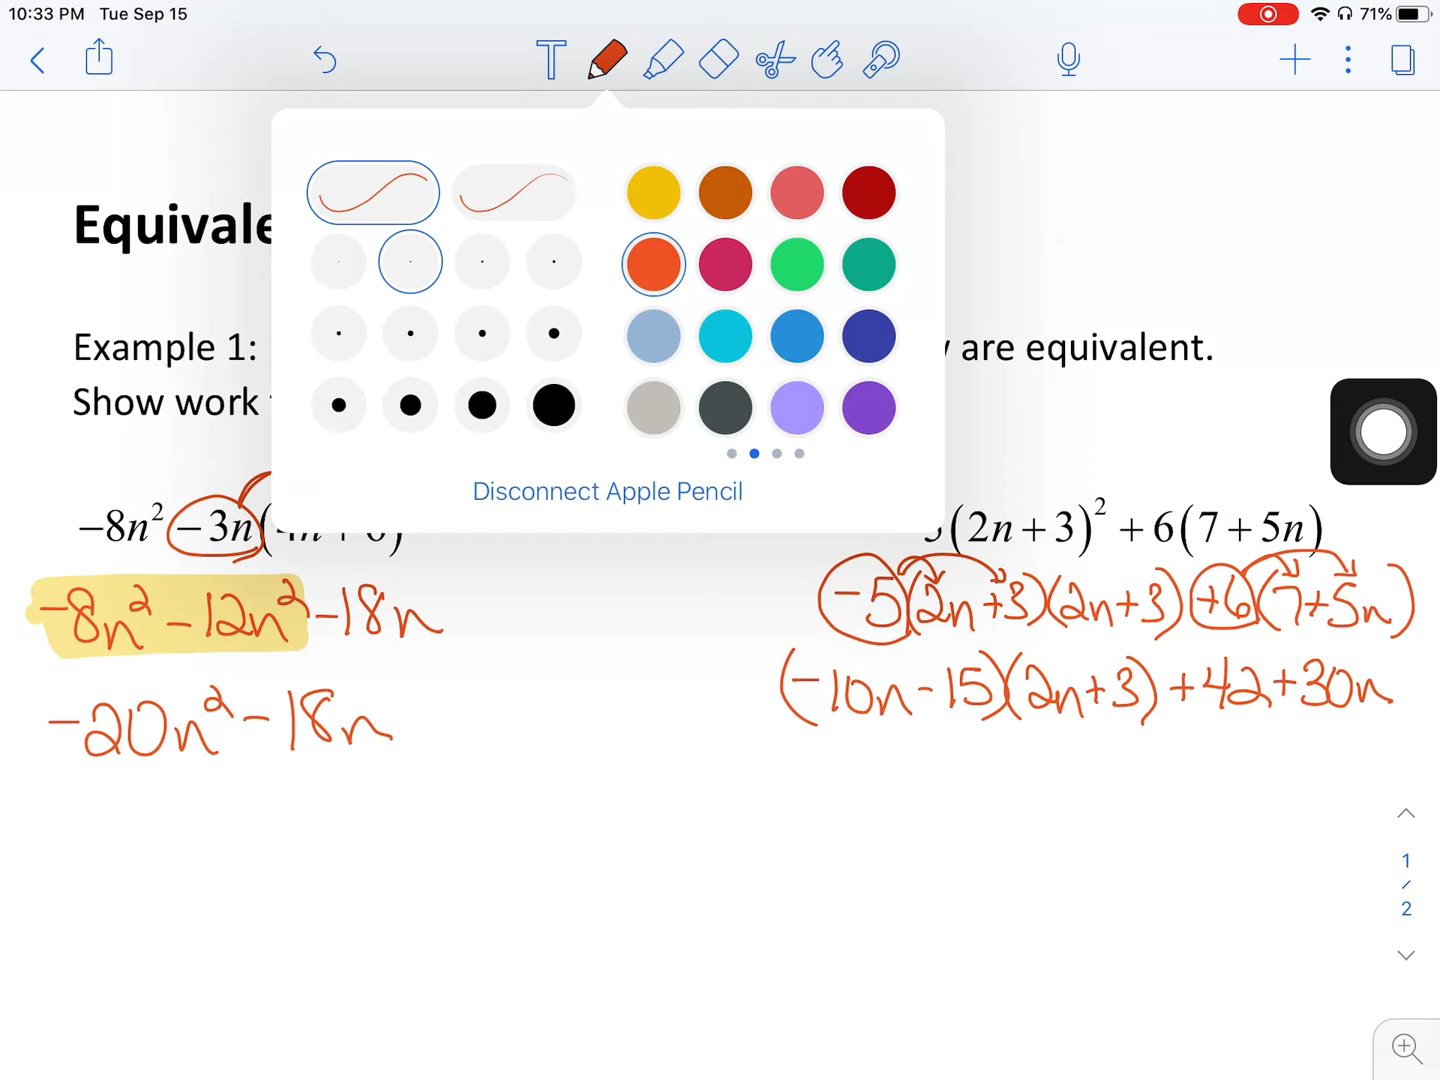 10:33 PM Tue Sep 15
71%
T
Equivale
Example 1: are equivalent.
Show work
Disconnect Apple Pencil
−8n² −3n(
(2n+3)² +6(7+5n)
-8n² -12n² -18n
-5(2n+3)(2n+3)+6(7+5n)
-20n² -18n
(-10n-15)(2n+3)+42+30n
1
/
2